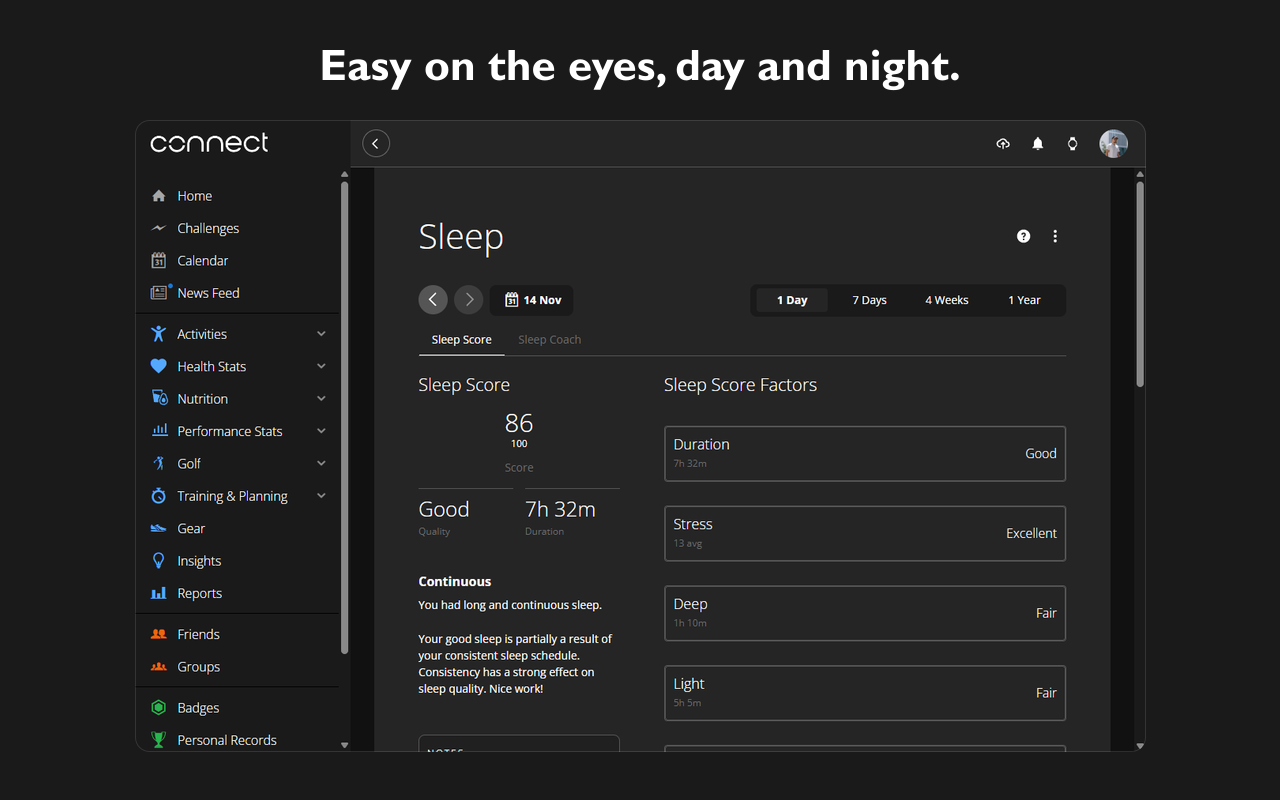 Easy on the eyes, day and night.
connect
Home
Challenges
31
Calendar
News Feed
Activities
Health Stats
Nutrition
Performance Stats
Golf
Training & Planning
Gear
Insights
Reports
Friends
Groups
Badges
Personal Records
Sleep
?
31
14 Nov
1 Day
7 Days
4 Weeks
1 Year
Sleep Score
Sleep Coach
Sleep Score
86
100
Score
Good
Quality
7h 32m
Duration
Continuous
You had long and continuous sleep.
Your good sleep is partially a result of
your consistent sleep schedule.
Consistency has a strong effect on
sleep quality. Nice work!
NOTES
Sleep Score Factors
Duration
7h 32m
Good
Stress
13 avg
Excellent
Deep
1h 10m
Fair
Light
5h 5m
Fair